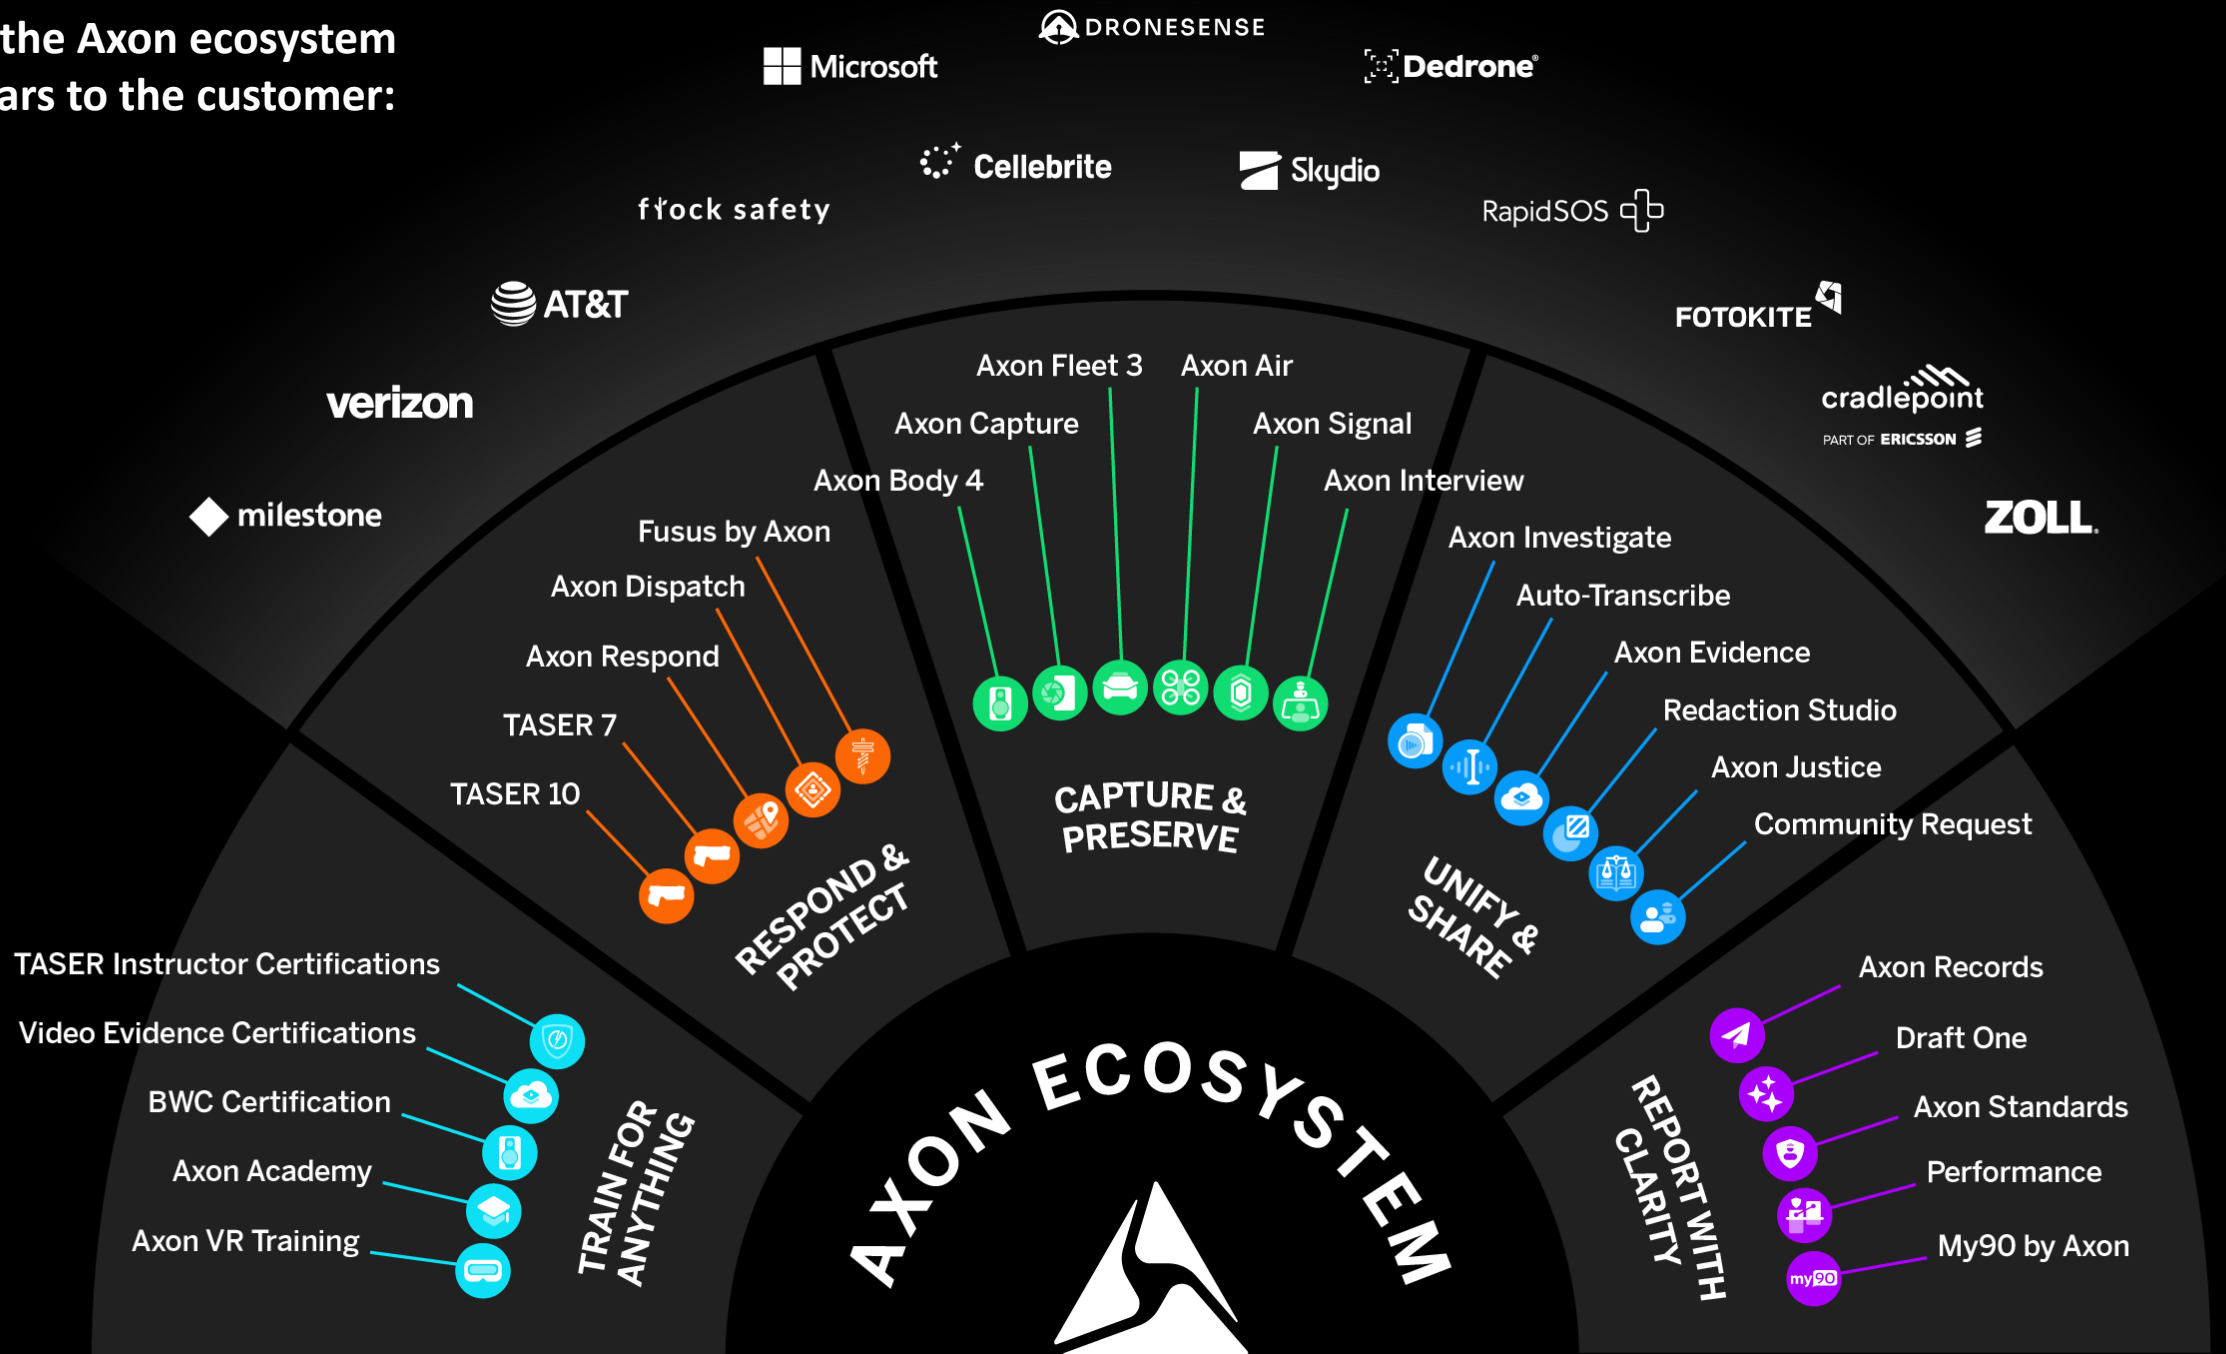 the Axon ecosystem
ars to the customer:
DRONESENSE
Microsoft
Dedrone®
Cellebrite
Skydio
flock safety
RapidSOS
AT&T
FOTOKITE
verizon
cradlepoint
PART OF ERICSSON
milestone
ZOLL.
Axon Fleet 3
Axon Air
Axon Capture
Axon Signal
Axon Body 4
Axon Interview
Fusus by Axon
Axon Dispatch
Axon Respond
TASER 7
TASER 10
RESPOND &
PROTECT
CAPTURE &
PRESERVE
Axon Investigate
Auto-Transcribe
Axon Evidence
Redaction Studio
Axon Justice
Community Request
UNIFY &
SHARE
TASER Instructor Certifications
Video Evidence Certifications
BWC Certification
Axon Academy
Axon VR Training
TRAIN FOR
ANYTHING
Axon Records
Draft One
Axon Standards
Performance
My90 by Axon
my90
REPORT WITH
CLARITY
AXON ECOSYSTEM